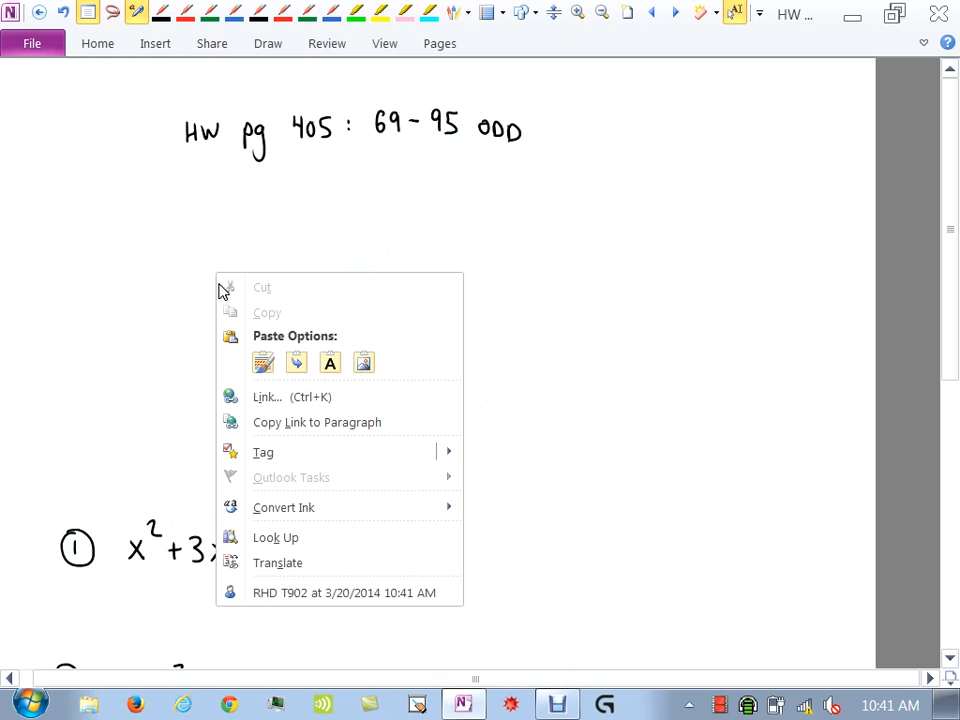 HW ...
File Home Insert Share Draw Review View Pages
HW pg 405 : 69 - 95 ODD
Cut
Copy
Paste Options:
Link... (Ctrl+K)
Copy Link to Paragraph
Tag
Outlook Tasks
Convert Ink
Look Up
Translate
RHD T902 at 3/20/2014 10:41 AM
① x² + 3x
10:41 AM